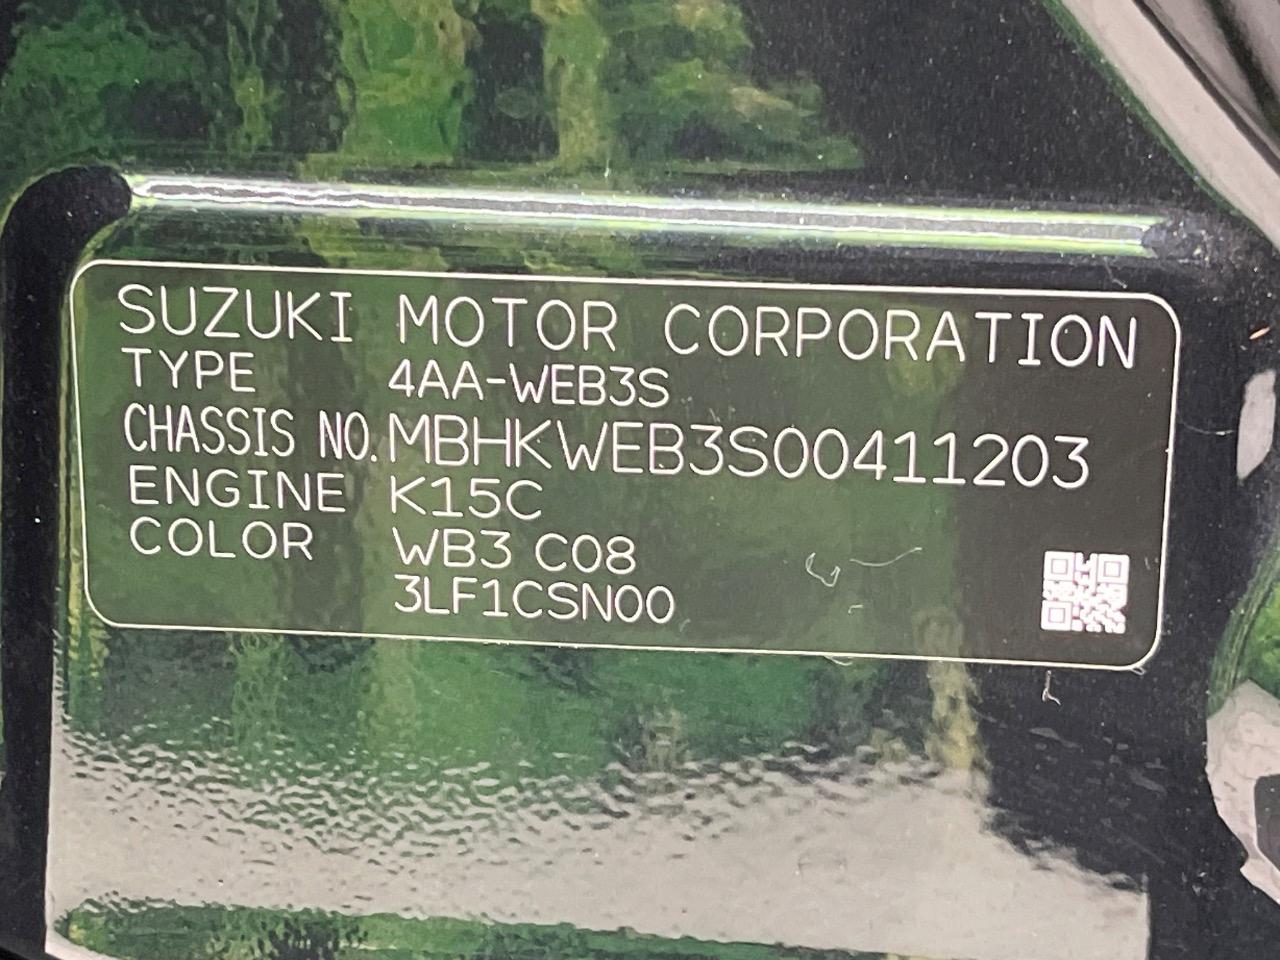 SUZUKI MOTOR CORPORATION
TYPE 4AA-WEB3S
CHASSIS NO. MBHKWEB3S00411203
ENGINE K15C
COLOR WB3 C08
3LF1CSN00